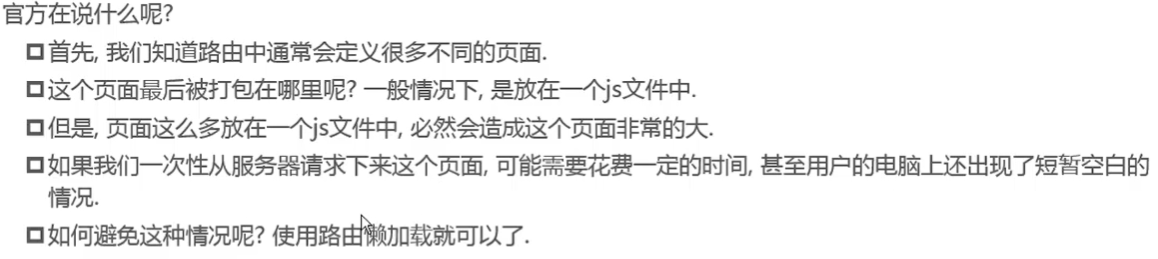 官方在说什么呢?
首先, 我们知道路由中通常会定义很多不同的页面.
这个页面最后被打包在哪里呢? 一般情况下, 是放在一个js文件中.
但是, 页面这么多放在一个js文件中, 必然会造成这个页面非常的大.
如果我们一次性从服务器请求下来这个页面, 可能需要花费一定的时间, 甚至用户的电脑上还出现了短暂空白的
情况.
如何避免这种情况呢? 使用路由懒加载就可以了.